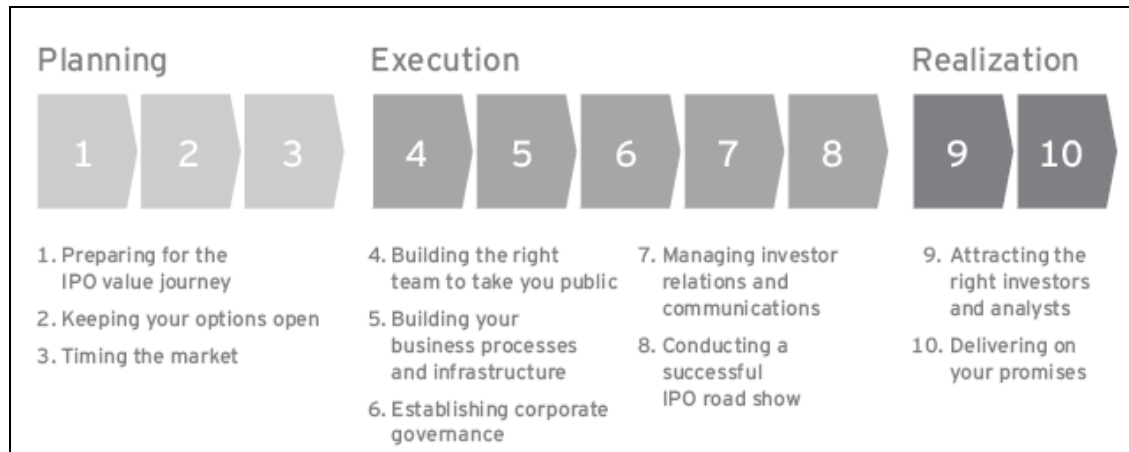 Planning
Execution
Realization
1
2
3
4
5
6
7
8
9
10
1. Preparing for the
IPO value journey
2. Keeping your options open
3. Timing the market
4. Building the right
team to take you public
5. Building your
business processes
and infrastructure
6. Establishing corporate
governance
7. Managing investor
relations and
communications
8. Conducting a
successful
IPO road show
9. Attracting the
right investors
and analysts
10. Delivering on
your promises